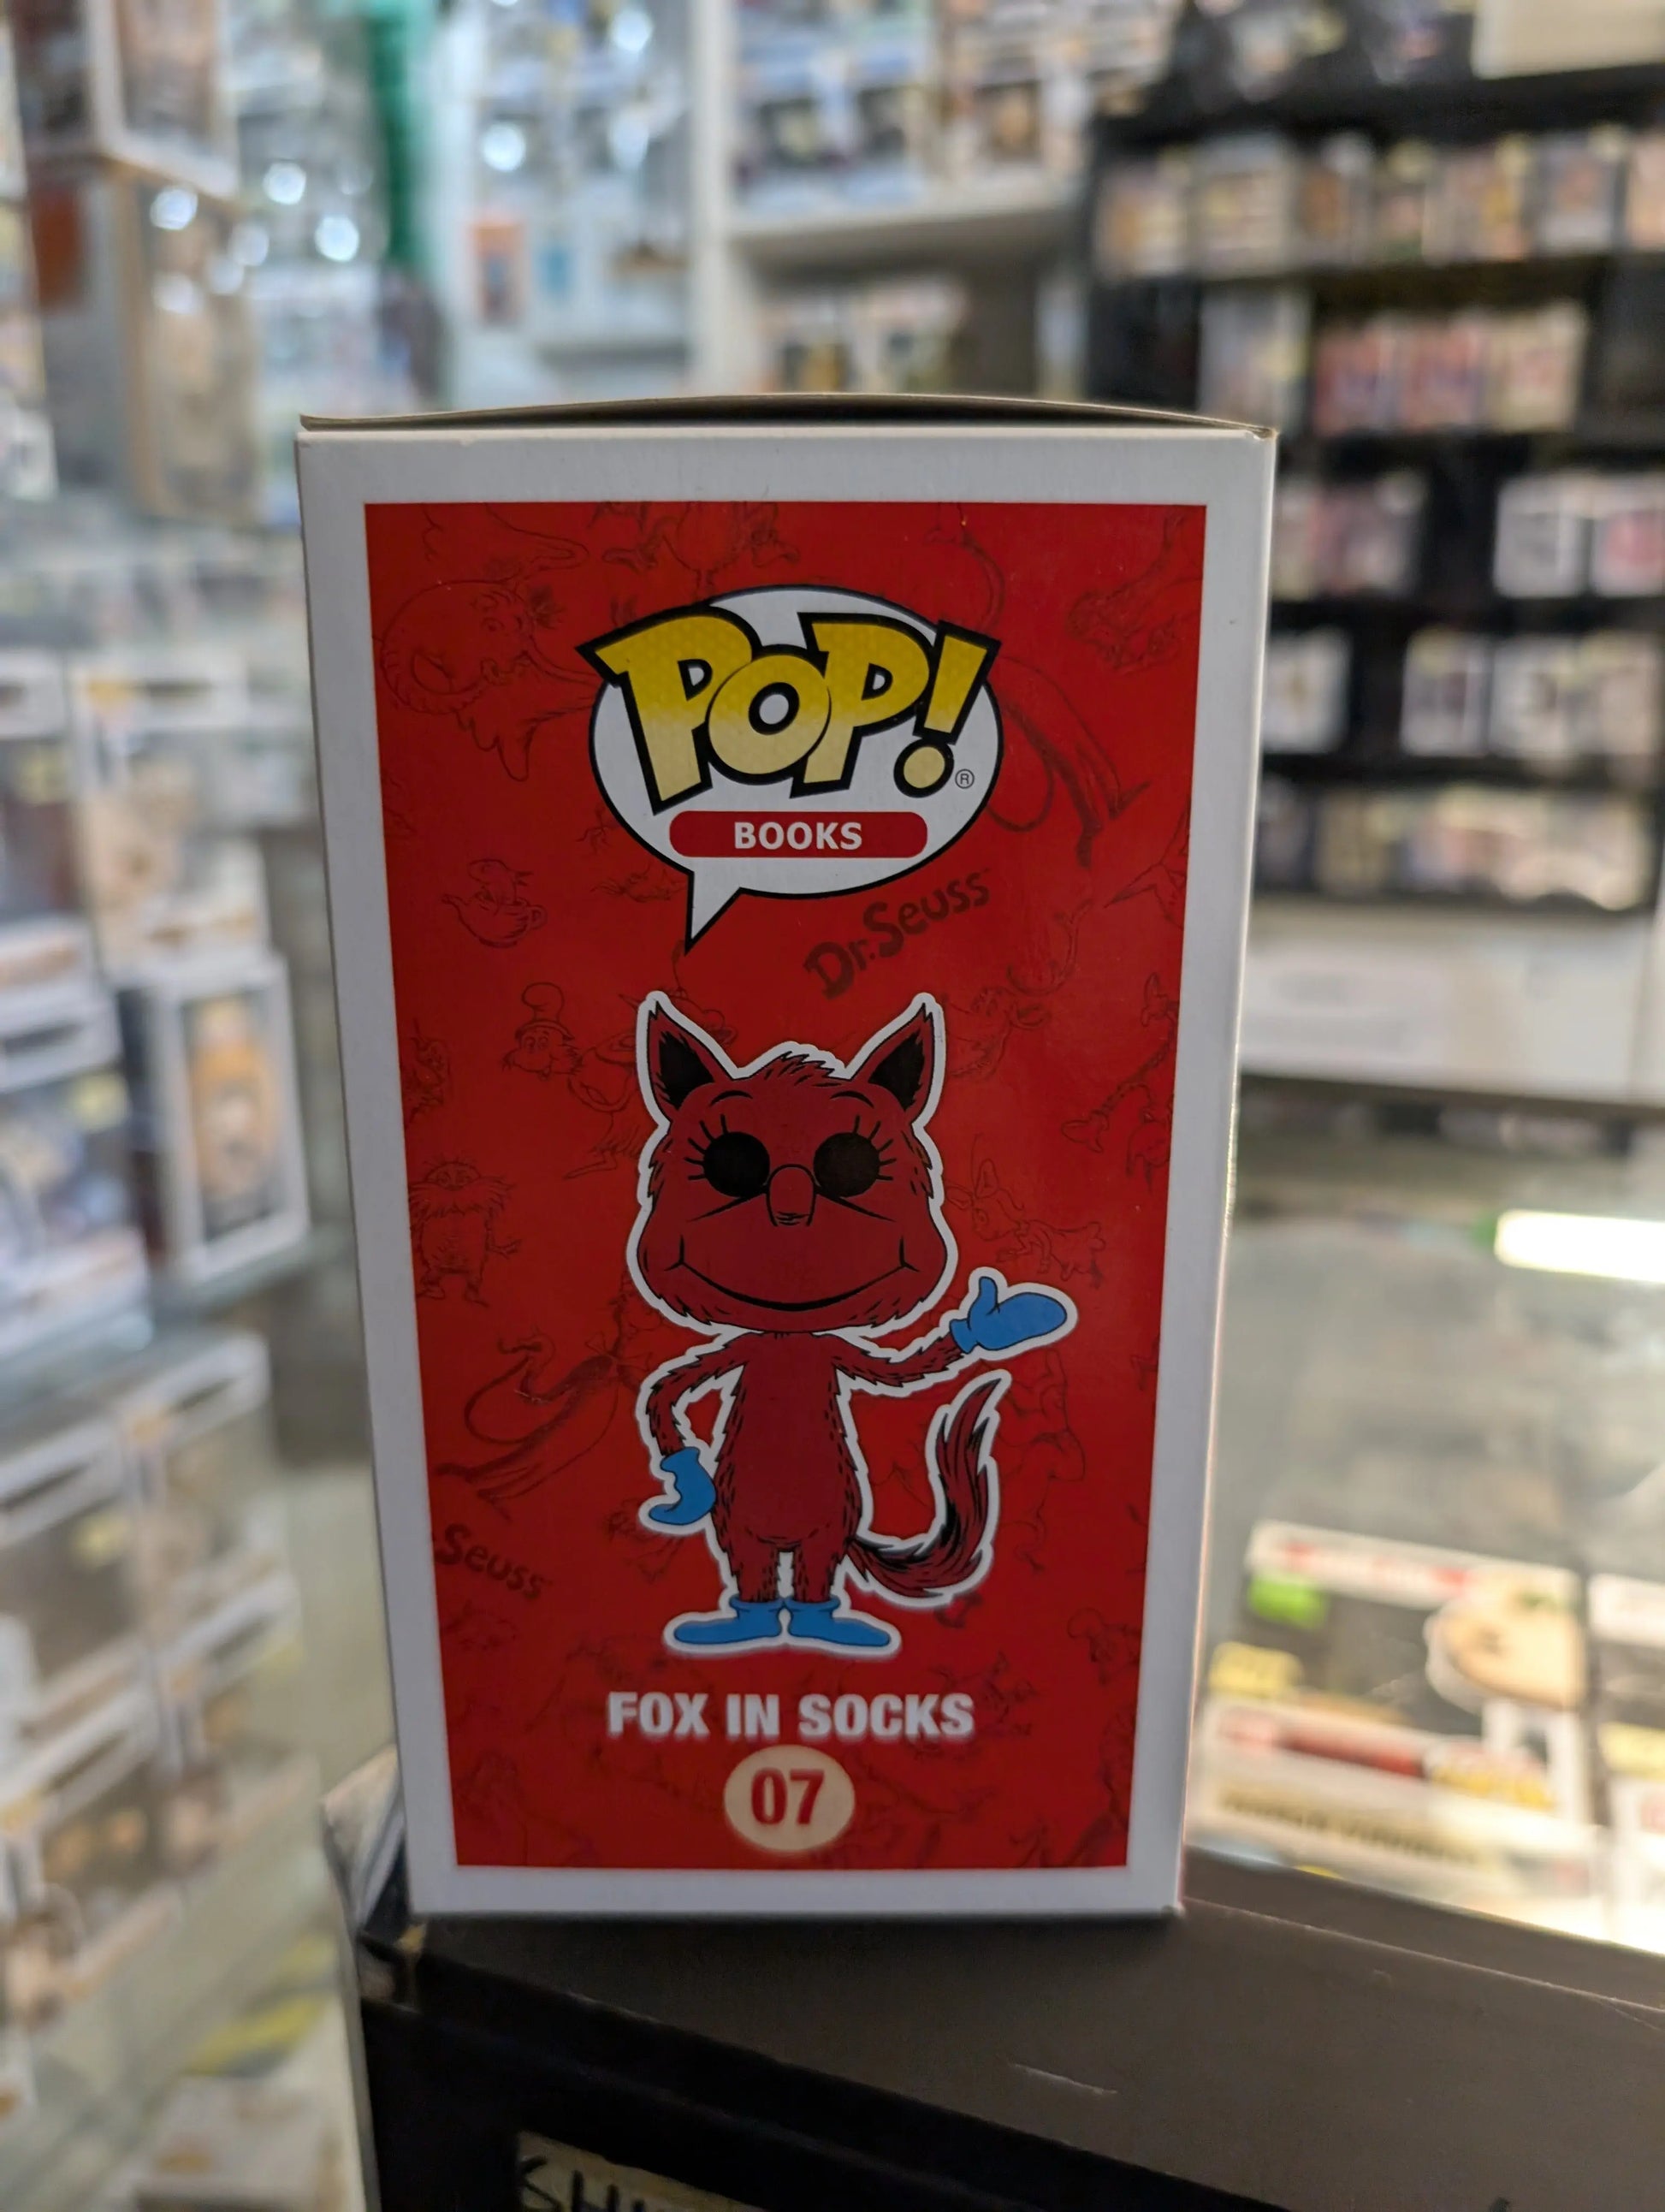 POP!®
BOOKS
Dr. Seuss
Seuss
FOX IN SOCKS
07